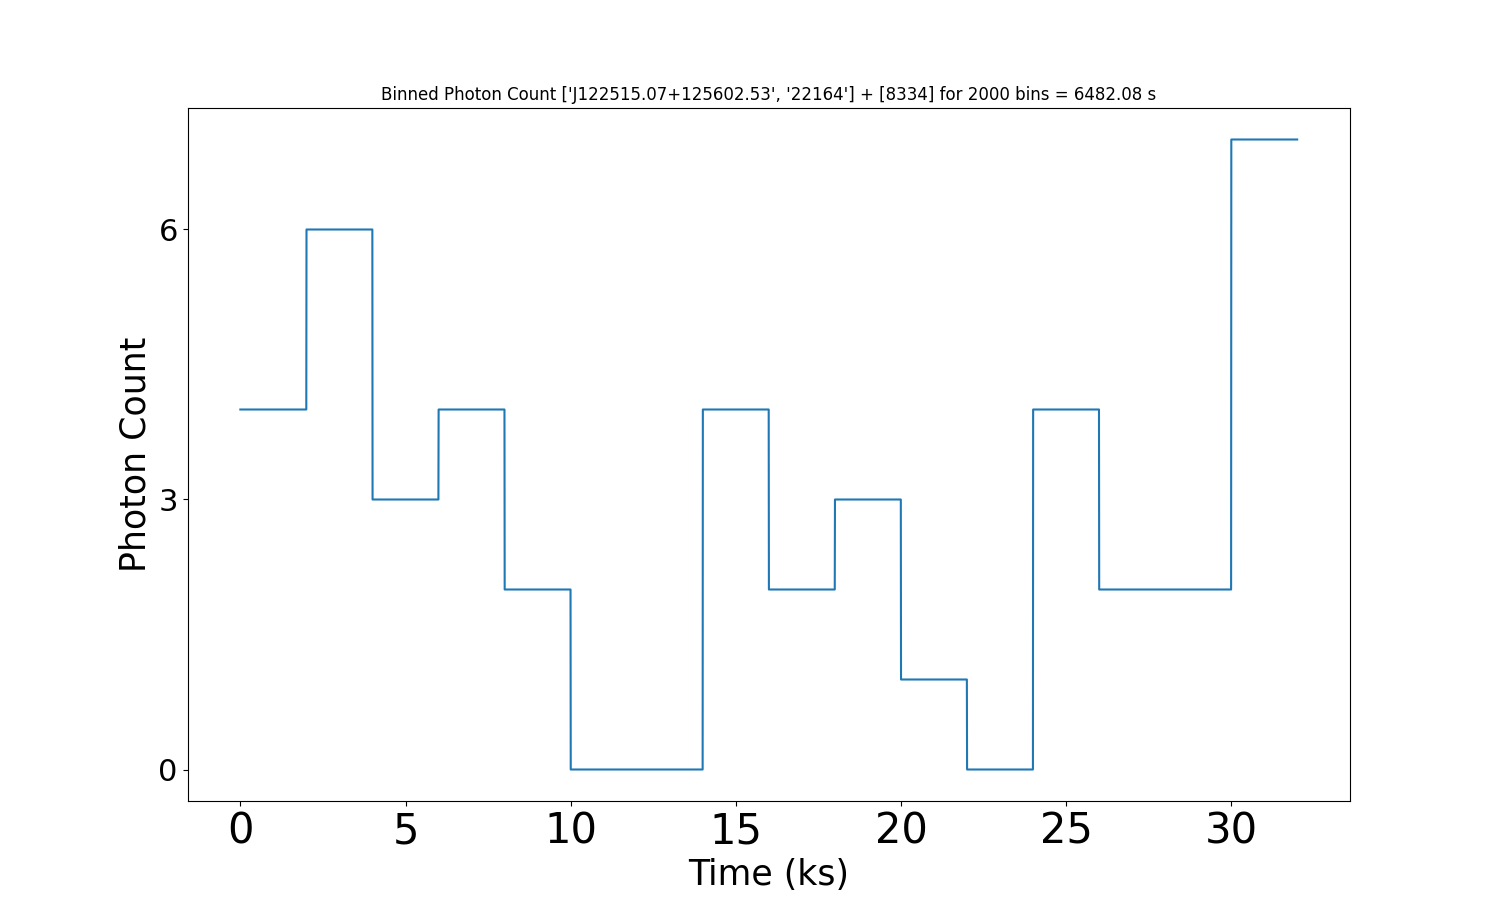 Binned Photon Count ['J122515.07+125602.53', '22164'] + [8334] for 2000 bins = 6482.08 s
Photon Count
6
3
0
0 5 10 15 20 25 30
Time (ks)